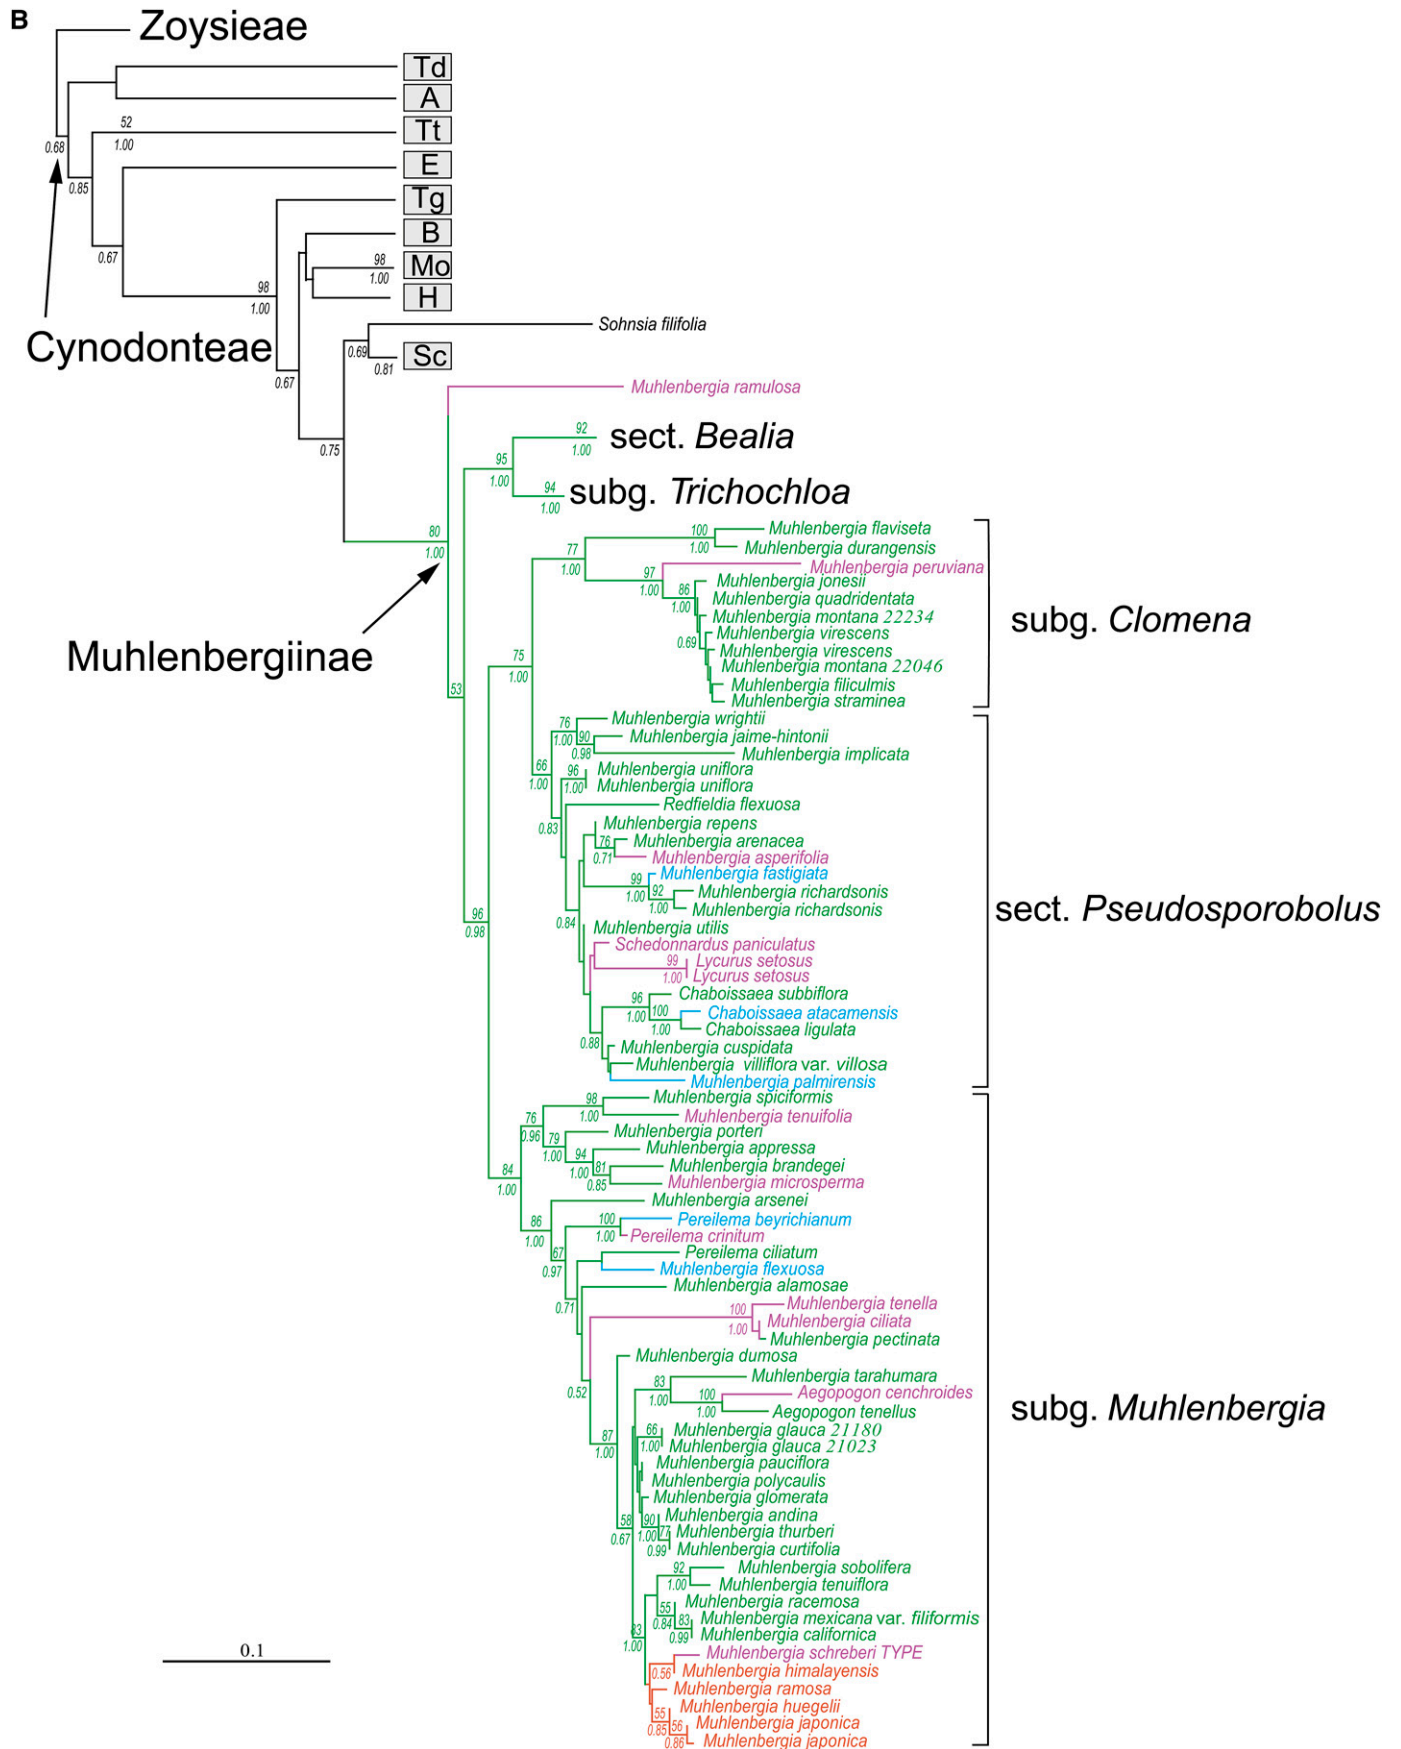 B
Zoysieae
Td
A
52
Tt
1.00
0.68
E
0.85
Tg
B
0.67
98
Mo
1.00
98
1.00
H
Sohnsia filifolia
Cynodonteae
0.69
Sc
0.81
0.67
Muhlenbergia ramulosa
92
sect. Bealia
0.75
1.00
95
1.00
94
subg. Trichochloa
1.00
80
1.00
Muhlenbergiinae
100
Muhlenbergia flaviseta
1.00
Muhlenbergia durangensis
77
1.00
Muhlenbergia peruviana
97
1.00
Muhlenbergia jonesii
86
Muhlenbergia quadridentata
1.00
Muhlenbergia montana 22234
subg. Clomena
Muhlenbergia virescens
0.69
Muhlenbergia virescens
75
Muhlenbergia montana 22046
1.00
Muhlenbergia filiculmis
53
Muhlenbergia straminea
Muhlenbergia wrightii
76
Muhlenbergia jaime-hintonii
1.00
90
0.98
Muhlenbergia implicata
66
Muhlenbergia uniflora
1.00
96
Muhlenbergia uniflora
1.00
Redfieldia flexuosa
Muhlenbergia repens
0.83
76
Muhlenbergia arenacea
0.71
Muhlenbergia asperifolia
Muhlenbergia fastigiata
99
1.00
92
Muhlenbergia richardsonis
1.00
Muhlenbergia richardsonis
sect. Pseudosporobolus
96
0.98
0.84
Muhlenbergia utilis
Schedonnardus paniculatus
99
Lycurus setosus
1.00
Lycurus setosus
96
Chaboissaea subbiflora
1.00
100
Chaboissaea atacamensis
1.00
Chaboissaea ligulata
0.88
Muhlenbergia cuspidata
Muhlenbergia villiflora var. villosa
Muhlenbergia palmirensis
98
Muhlenbergia spiciformis
1.00
Muhlenbergia tenuifolia
76
0.96
Muhlenbergia porteri
79
1.00
Muhlenbergia appressa
94
1.00
81
Muhlenbergia brandegei
0.85
Muhlenbergia microsperma
84
1.00
Muhlenbergia arsenei
86
1.00
100
Pereilema beyrichianum
1.00
Pereilema crinitum
67
0.97
Pereilema ciliatum
Muhlenbergia flexuosa
Muhlenbergia alamosae
0.71
100
Muhlenbergia tenella
1.00
Muhlenbergia ciliata
Muhlenbergia pectinata
Muhlenbergia dumosa
83
Muhlenbergia tarahumara
0.52
1.00
100
Aegopogon cenchroides
1.00
Aegopogon tenellus
subg. Muhlenbergia
87
1.00
66
Muhlenbergia glauca 21180
1.00
Muhlenbergia glauca 21023
Muhlenbergia pauciflora
Muhlenbergia polycaulis
Muhlenbergia glomerata
58
0.67
90
Muhlenbergia andina
1.00
77
Muhlenbergia thurberi
0.99
Muhlenbergia curtifolia
92
Muhlenbergia sobolifera
1.00
Muhlenbergia tenuiflora
55
Muhlenbergia racemosa
0.84
83
Muhlenbergia mexicana var. filiformis
0.99
Muhlenbergia californica
83
1.00
Muhlenbergia schreberi TYPE
0.56
Muhlenbergia himalayensis
Muhlenbergia ramosa
Muhlenbergia huegelii
55
0.85
56
Muhlenbergia japonica
0.86
Muhlenbergia japonica
0.1